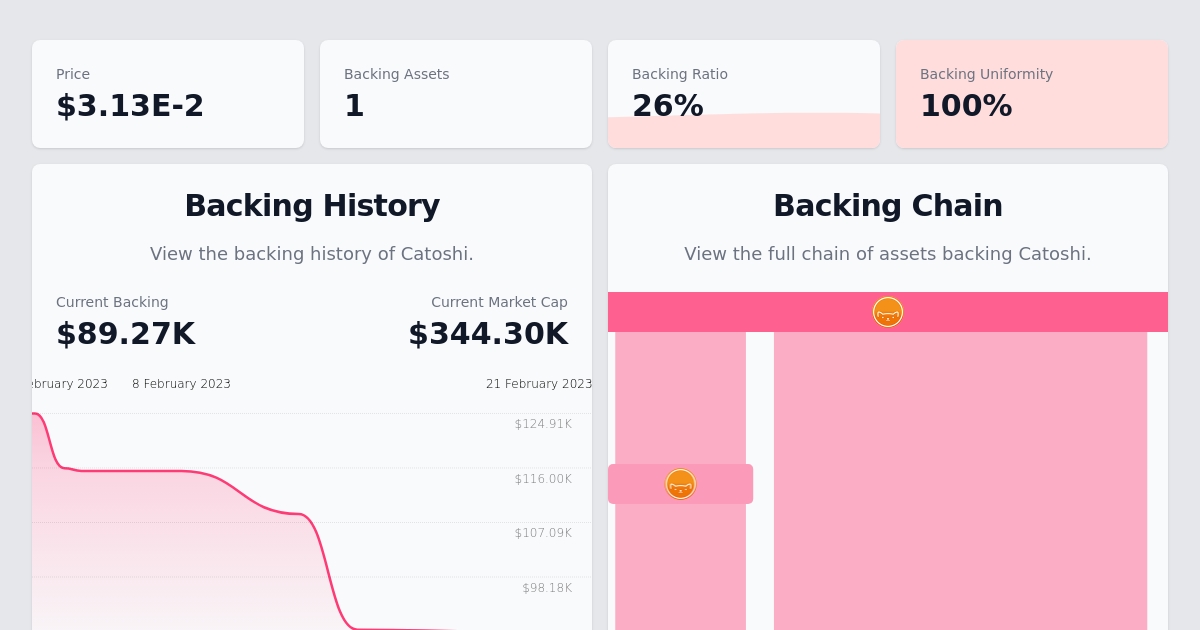 Price
$3.13E-2
Backing Assets
1
Backing Ratio
26%
Backing Uniformity
100%
Backing History
View the backing history of Catoshi.
Current Backing
$89.27K
Current Market Cap
$344.30K
February 2023
8 February 2023
21 February 2023
$124.91K
$116.00K
$107.09K
$98.18K
Backing Chain
View the full chain of assets backing Catoshi.